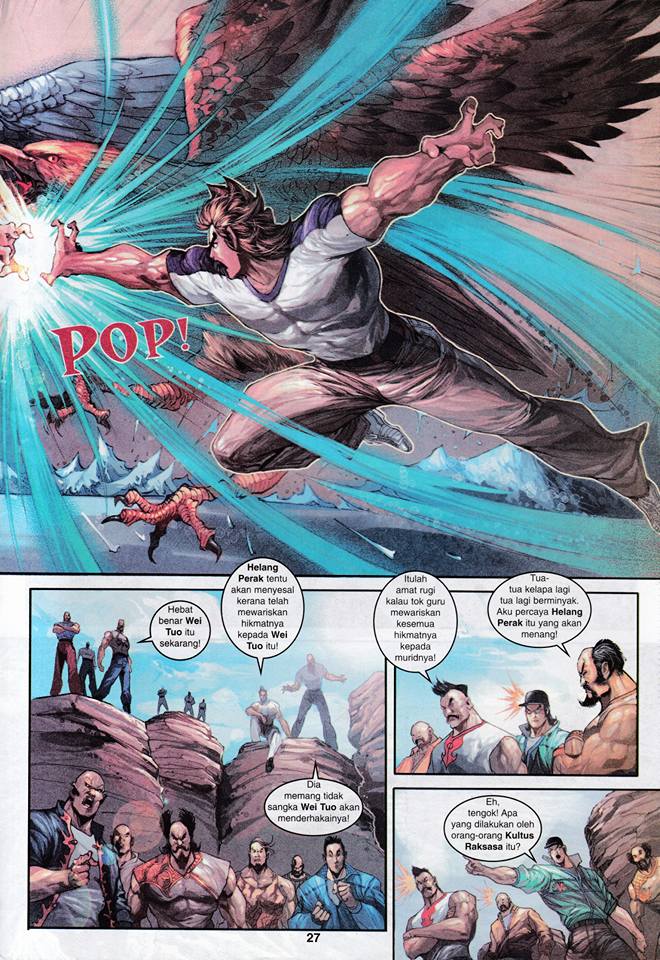 POP!
Hebat
benar Wei
Tuo itu
sekarang!
Helang
Perak tentu
akan menyesal
kerana telah
mewariskan
hikmatnya
kepada Wei
Tuo itu!
Dia
memang tidak
sangka Wei Tuo akan
menderhakainya!
Itulah
amat rugi
kalau tok guru
mewariskan
kesemua
hikmatnya
kepada
muridnya!
Tua-
tua kelapa lagi
tua lagi berminyak.
Aku percaya Helang
Perak itu yang akan
menang!
Eh,
tengok! Apa
yang dilakukan oleh
orang-orang Kultus
Raksasa itu?
27